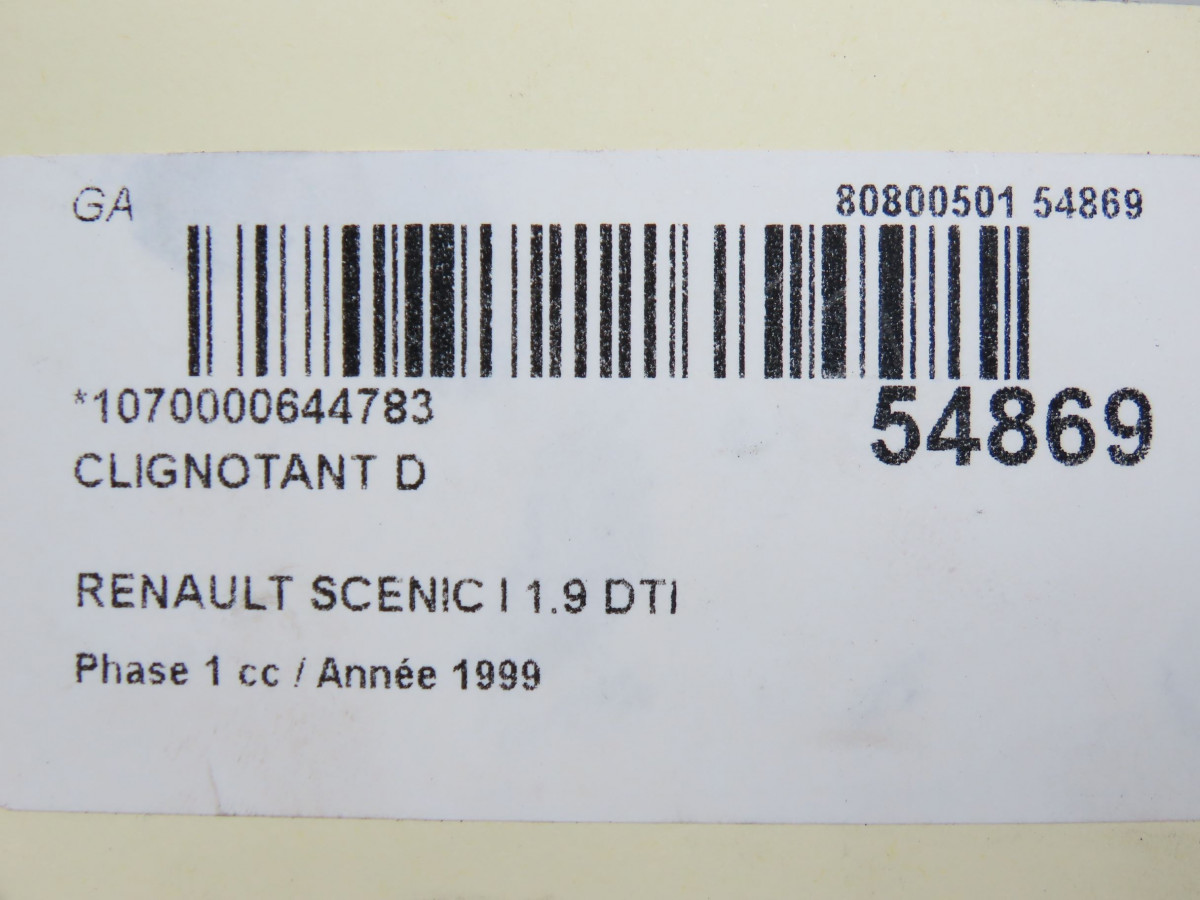 GA
80800501 54869
*1070000644783
54869
CLIGNOTANT D
RENAULT SCENIC I 1.9 DTI
Phase 1 cc / Année 1999